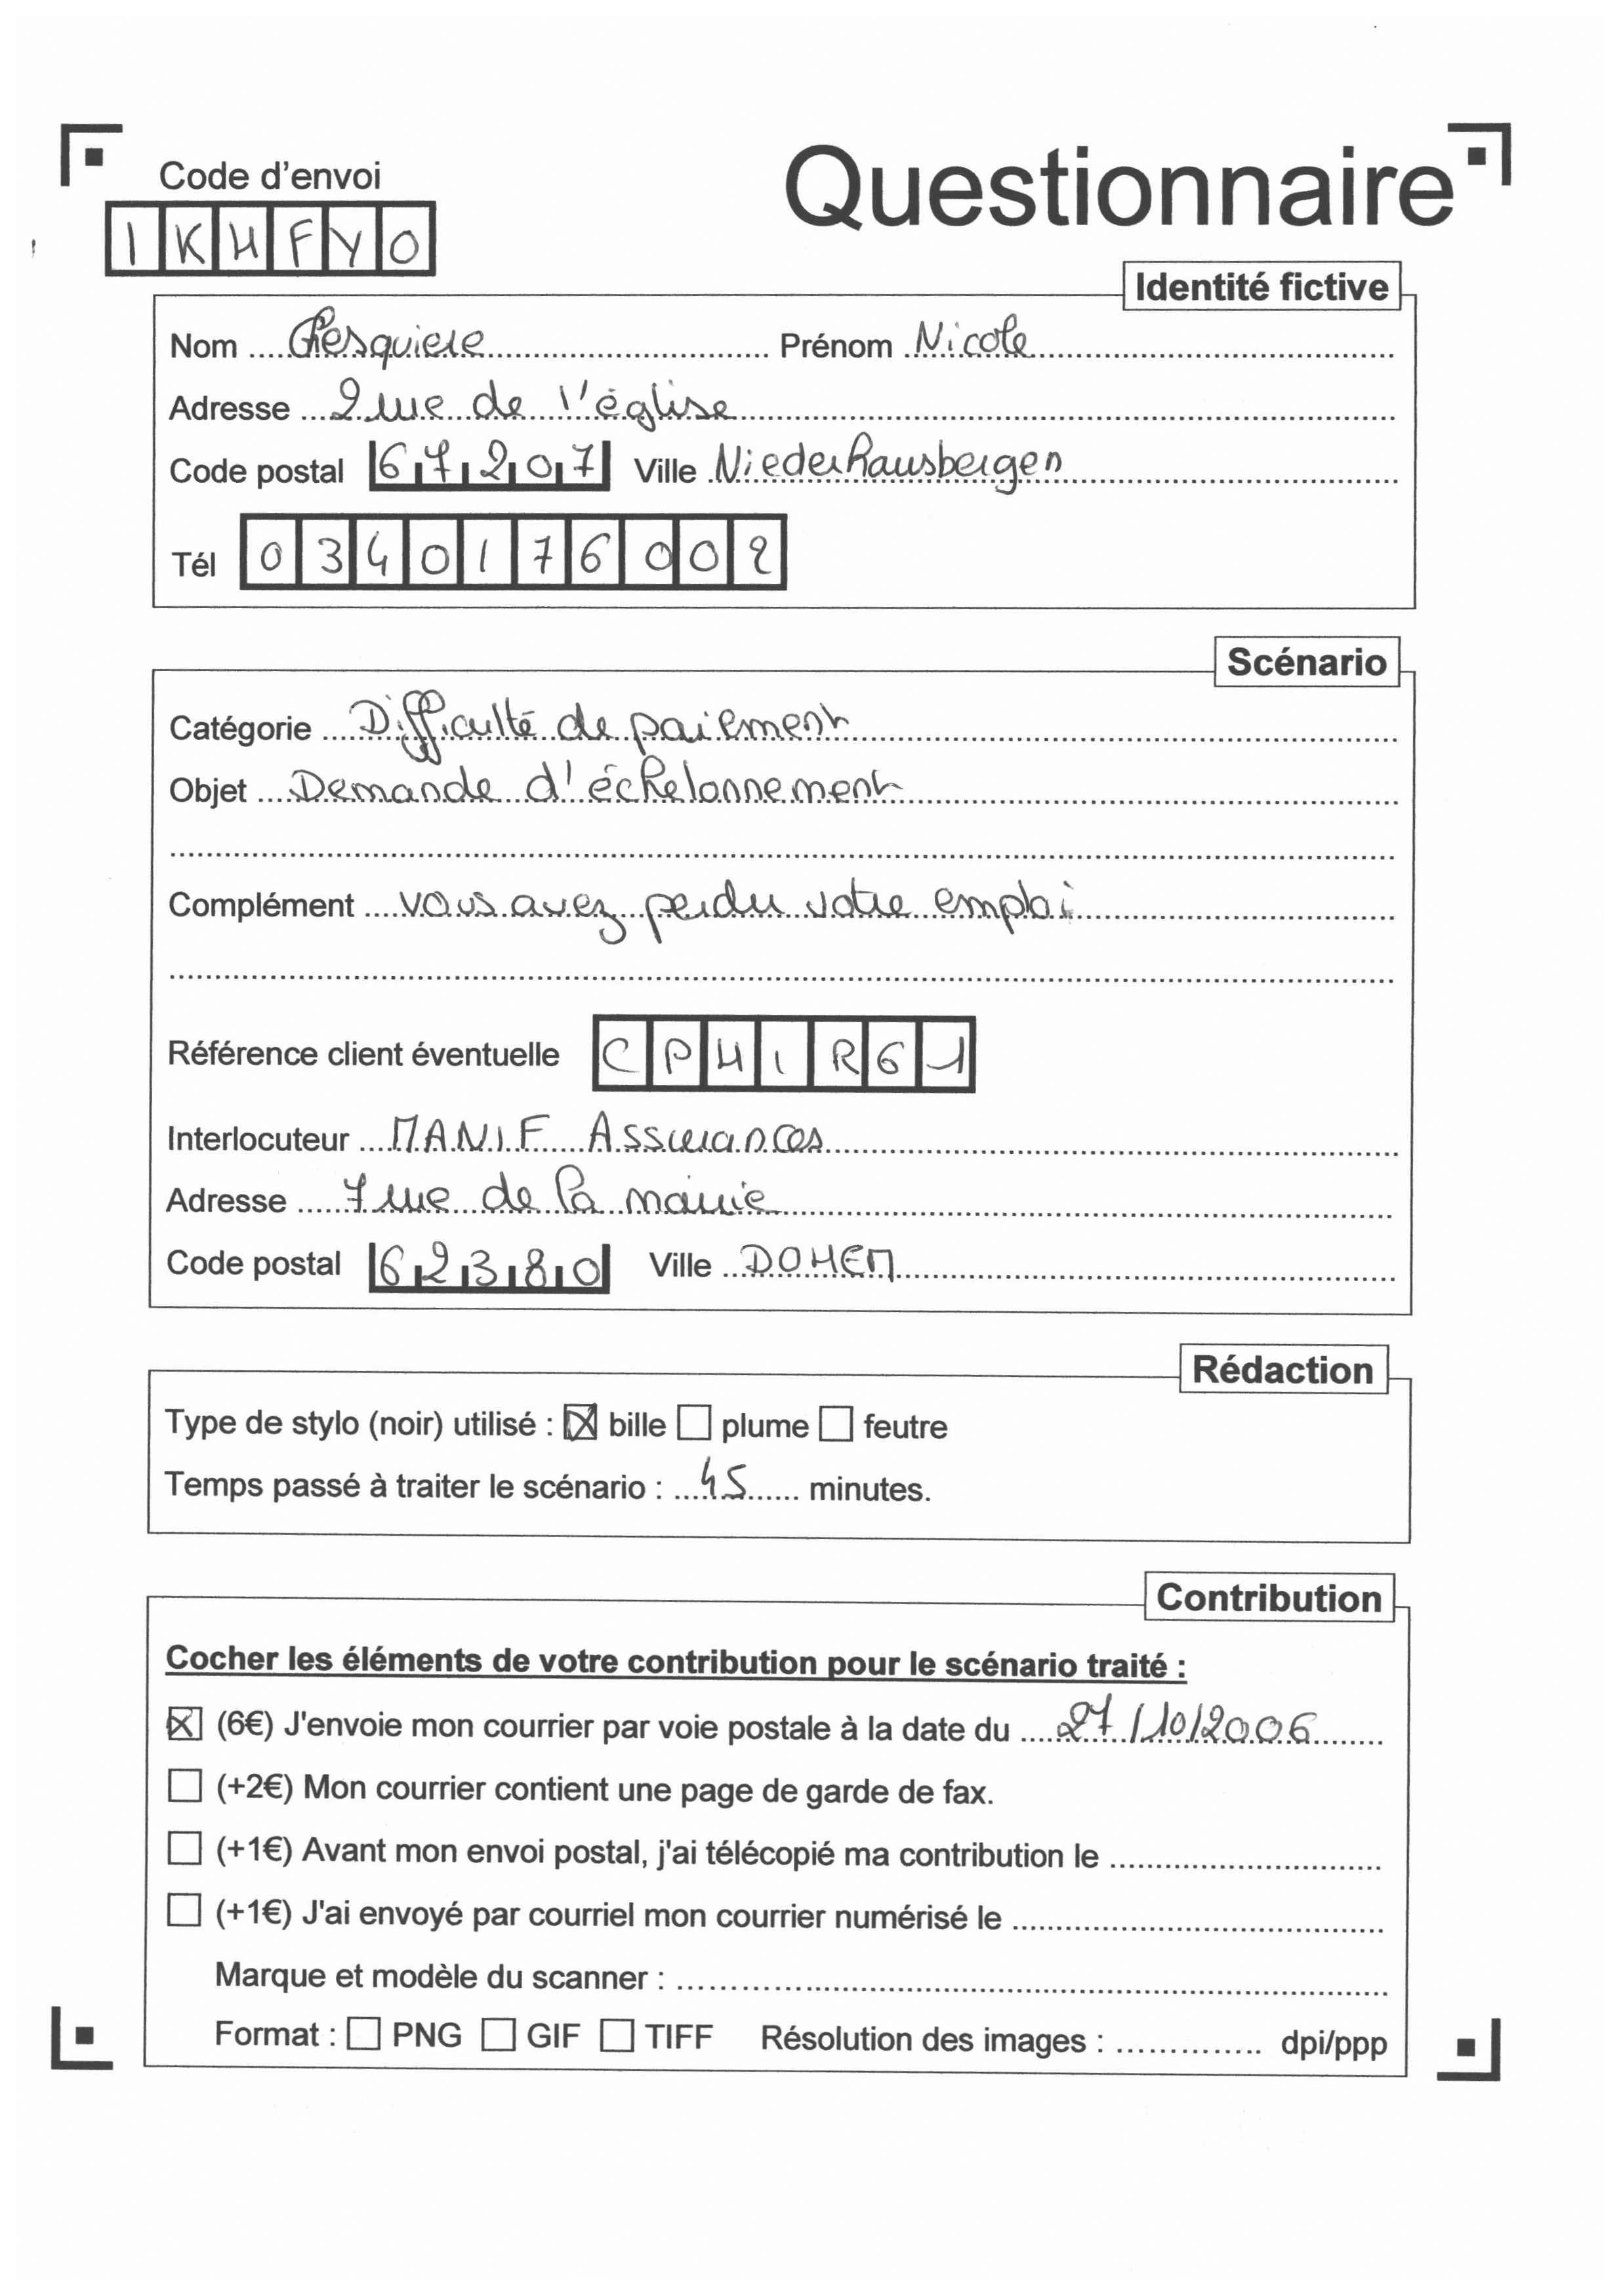 Code d'envoi
Questionnaire
IKHFYO
Identité fictive
Nom Prénom Nicole
Adresse 2 rue de l'église
Code postal 67207 Ville Niederhausbergen
Tél 0340176002
Scénario
Catégorie Difficulté de paiement
Objet Demande d'échelonnement
Complément vous avez perdu votre emploi
Référence client éventuelle CPHIRG1
Interlocuteur MANIF Assurances
Adresse 7 rue de la mairie
Code postal 62380 Ville DOHEM
Rédaction
Type de stylo (noir) utilisé : ☒ bille ☐ plume ☐ feutre
Temps passé à traiter le scénario : 45 minutes.
Contribution
Cocher les éléments de votre contribution pour le scénario traité :
☒ (6€) J'envoie mon courrier par voie postale à la date du 27/10/2006
☐ (+2€) Mon courrier contient une page de garde de fax.
☐ (+1€) Avant mon envoi postal, j'ai télécopié ma contribution le
☐ (+1€) J'ai envoyé par courriel mon courrier numérisé le
Marque et modèle du scanner :
Format : ☐ PNG ☐ GIF ☐ TIFF Résolution des images : dpi/ppp